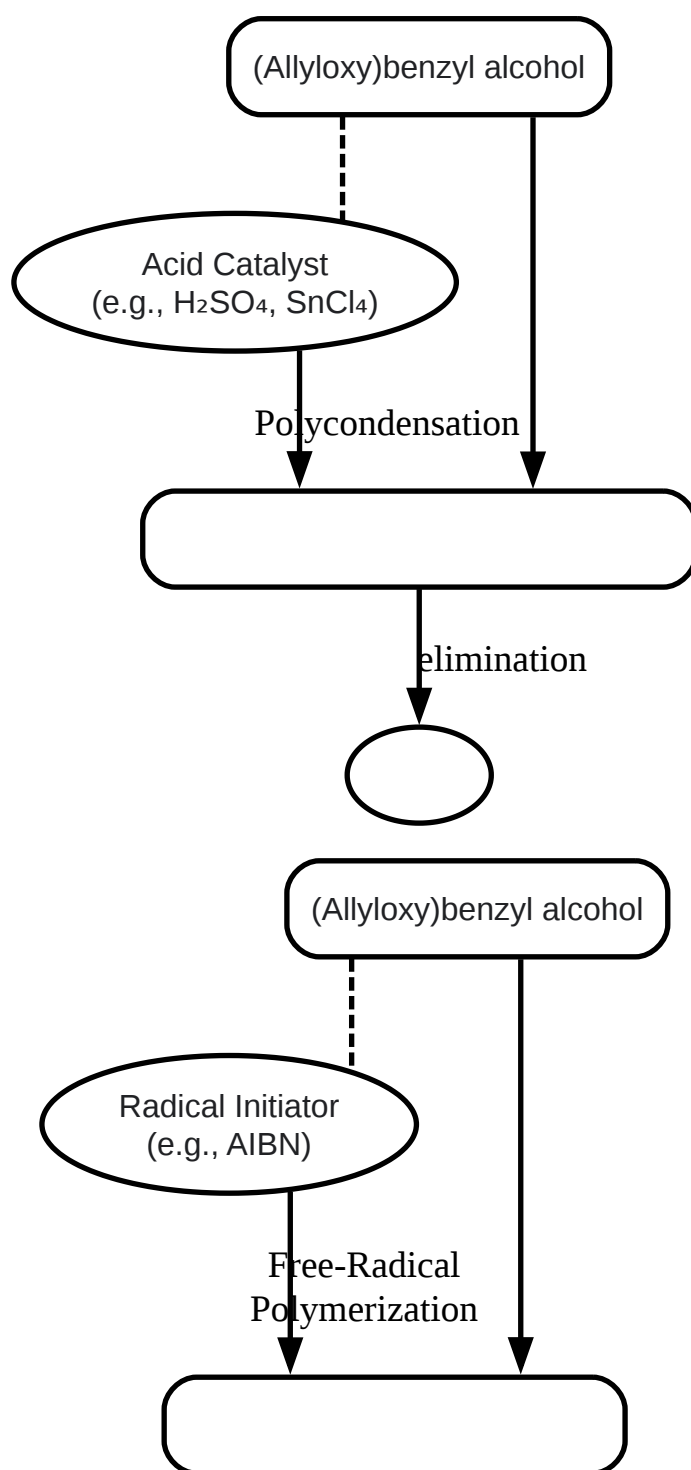 (Allyloxy)benzyl alcohol
Acid Catalyst
(e.g., H₂SO₄, SnCl₄)
Polycondensation
elimination
(Allyloxy)benzyl alcohol
Radical Initiator
(e.g., AIBN)
Free-Radical
Polymerization